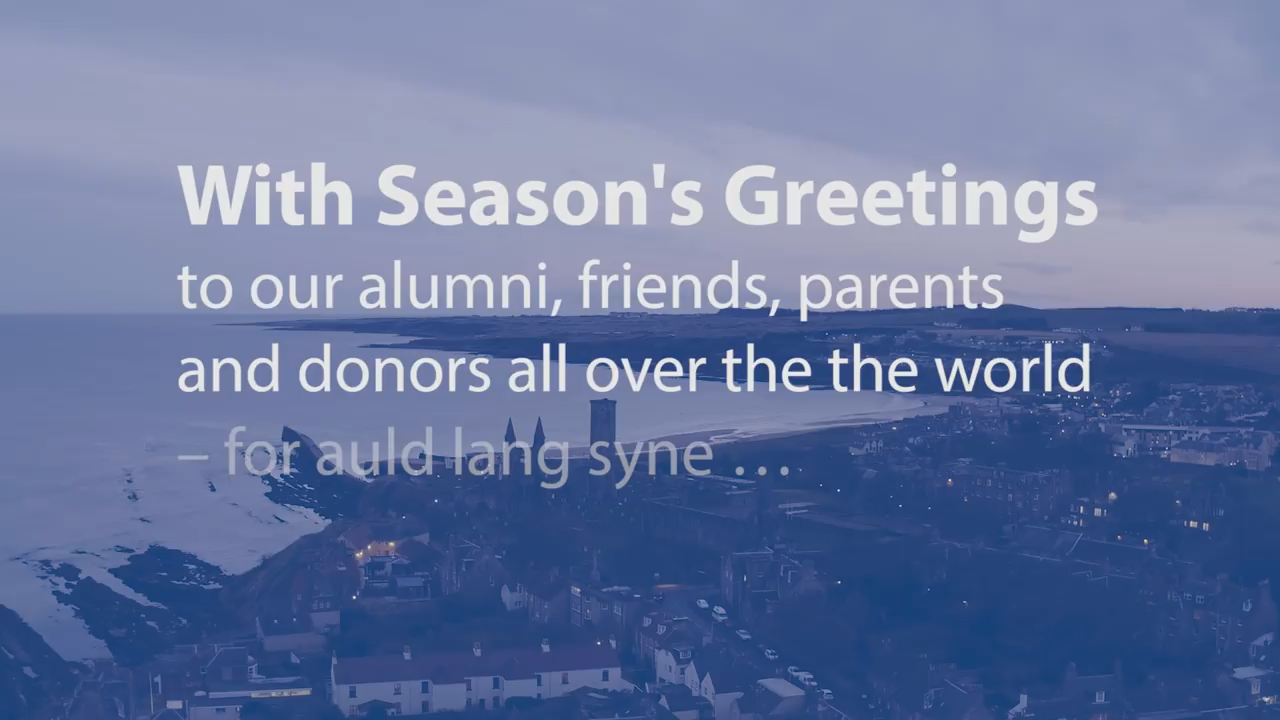 With Season's Greetings
to our alumni, friends, parents
and donors all over the the world
– for auld lang syne …